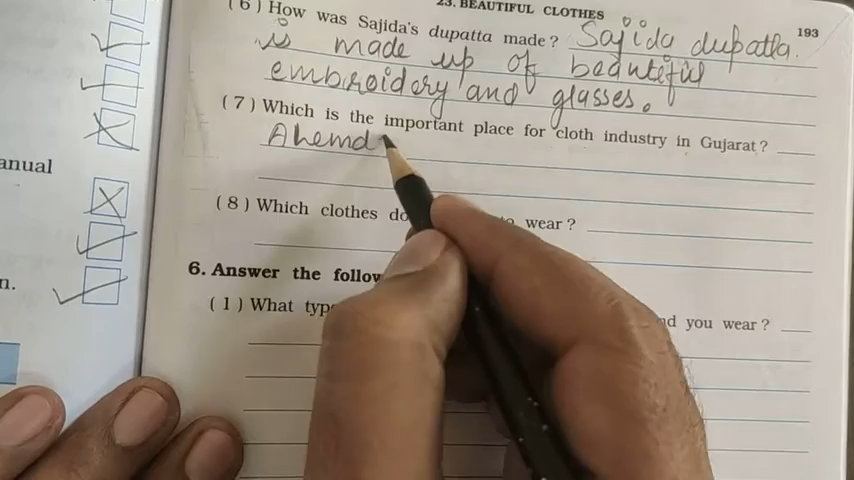 23. BEAUTIFUL CLOTHES
193
(6) How was Sajida's dupatta made? Sajida dupatta
is made up of beautiful
embroidery and glasses.
(7) Which is the important place for cloth industry in Gujarat?
Ahemd
(8) Which clothes do to wear?
anual
6. Answer the follow
n.
(1) What type nd you wear?